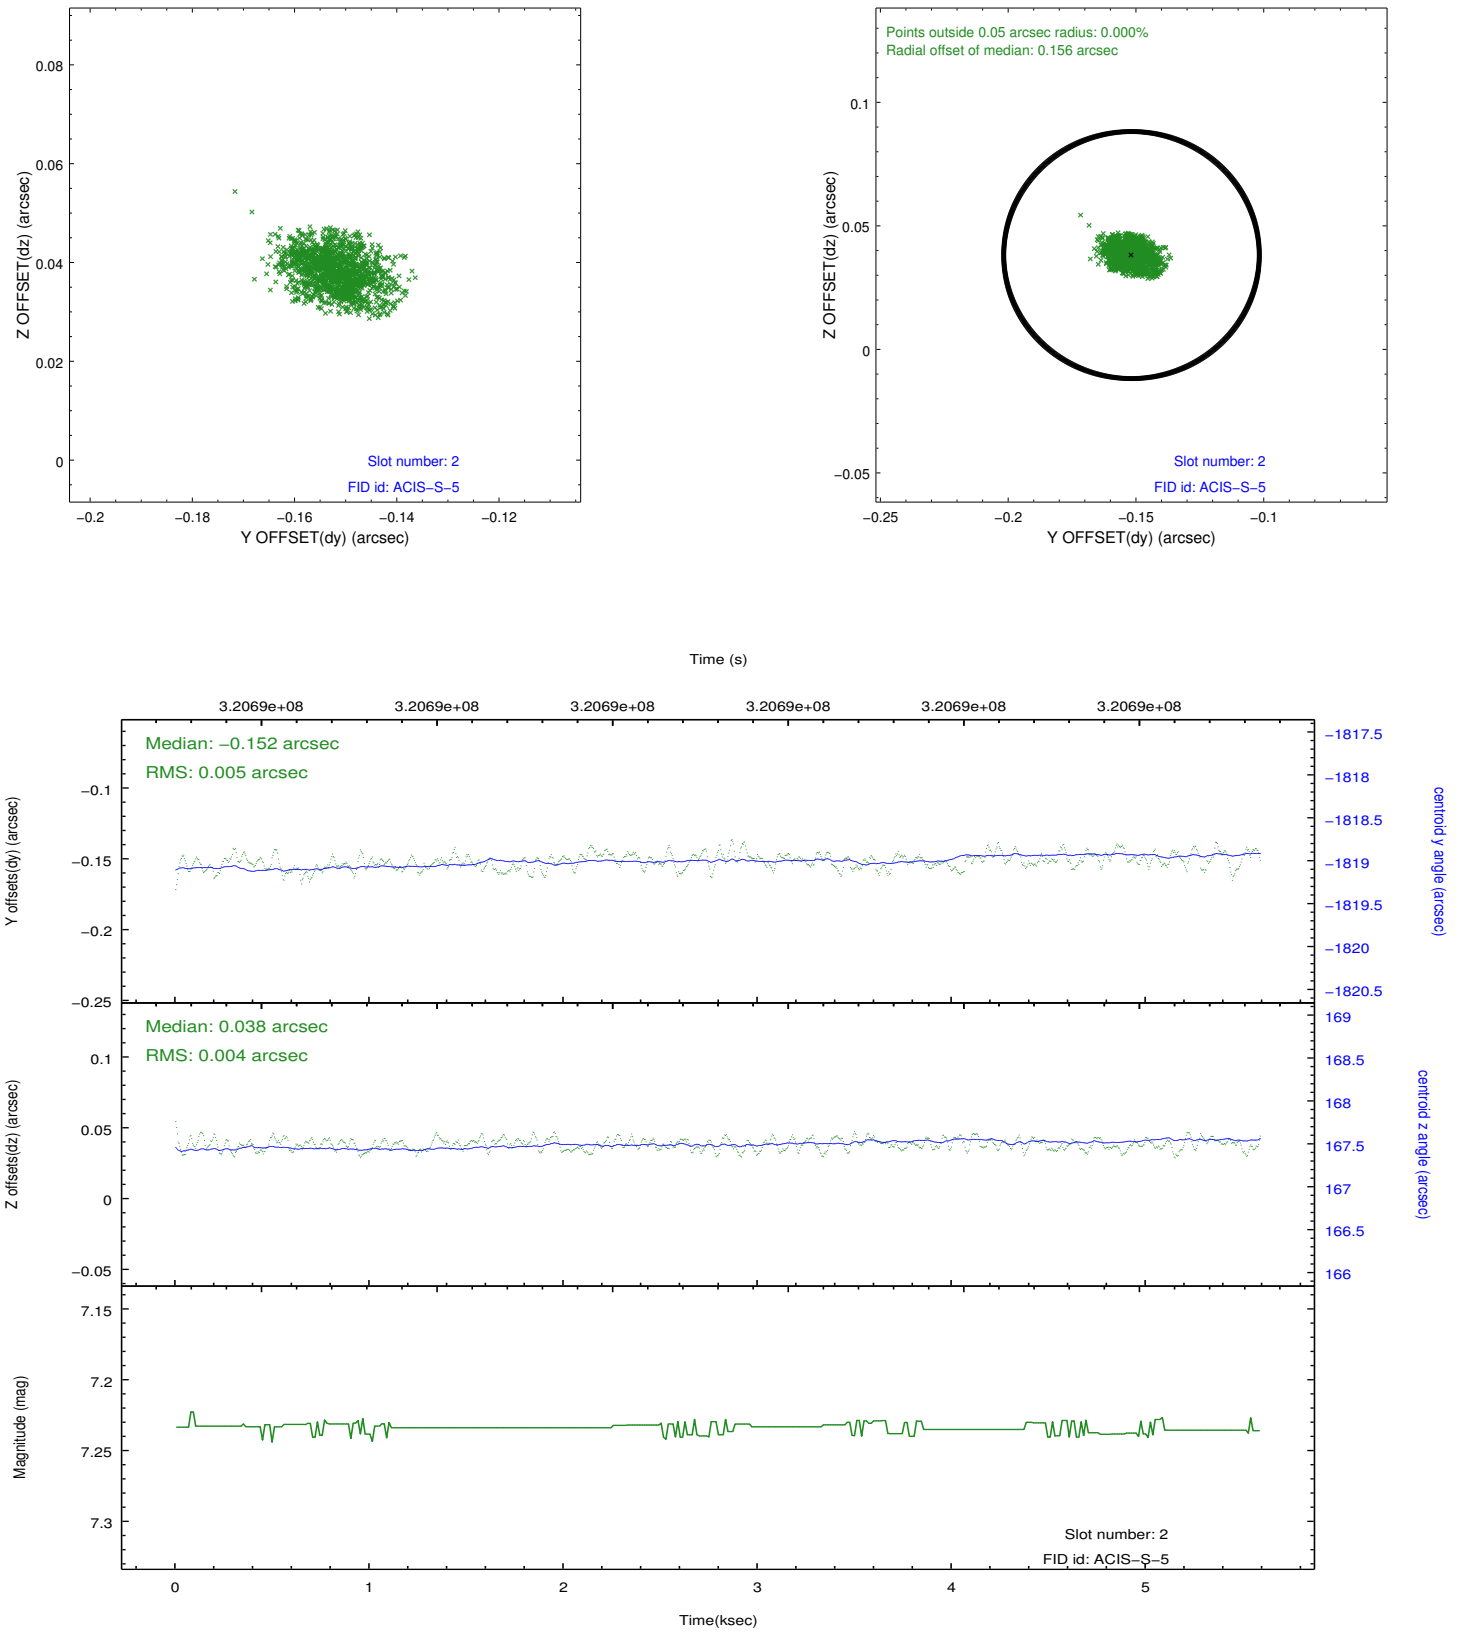 0.08
0.06
0.04
0.02
0
Z OFFSET(dz) (arcsec)
Slot number: 2
FID id: ACIS−S−5
−0.2 −0.18 −0.16 −0.14 −0.12
Y OFFSET(dy) (arcsec)
Points outside 0.05 arcsec radius: 0.000%
Radial offset of median: 0.156 arcsec
0.1
0.05
0
−0.05
Z OFFSET(dz) (arcsec)
Slot number: 2
FID id: ACIS−S−5
−0.25 −0.2 −0.15 −0.1
Y OFFSET(dy) (arcsec)
Time (s)
3.2069e+08 3.2069e+08 3.2069e+08 3.2069e+08 3.2069e+08 3.2069e+08
Median: −0.152 arcsec
RMS: 0.005 arcsec
−0.1
−0.15
−0.2
−0.25
Y offsets(dy) (arcsec)
−1817.5
−1818
−1818.5
−1819
−1819.5
−1820
−1820.5
centroid y angle (arcsec)
Median: 0.038 arcsec
RMS: 0.004 arcsec
0.1
0.05
0
−0.05
Z offsets(dz) (arcsec)
169
168.5
168
167.5
167
166.5
166
centroid z angle (arcsec)
7.15
7.2
7.25
7.3
Magnitude (mag)
Slot number: 2
FID id: ACIS−S−5
0 1 2 3 4 5
Time(ksec)